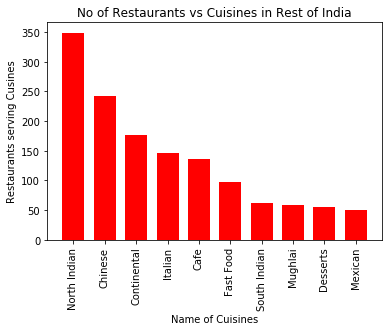 No of Restaurants vs Cuisines in Rest of India
Restaurants serving Cusines
350
300
250
200
150
100
50
0
North Indian
Chinese
Continental
Italian
Cafe
Fast Food
South Indian
Mughlai
Desserts
Mexican
Name of Cuisines